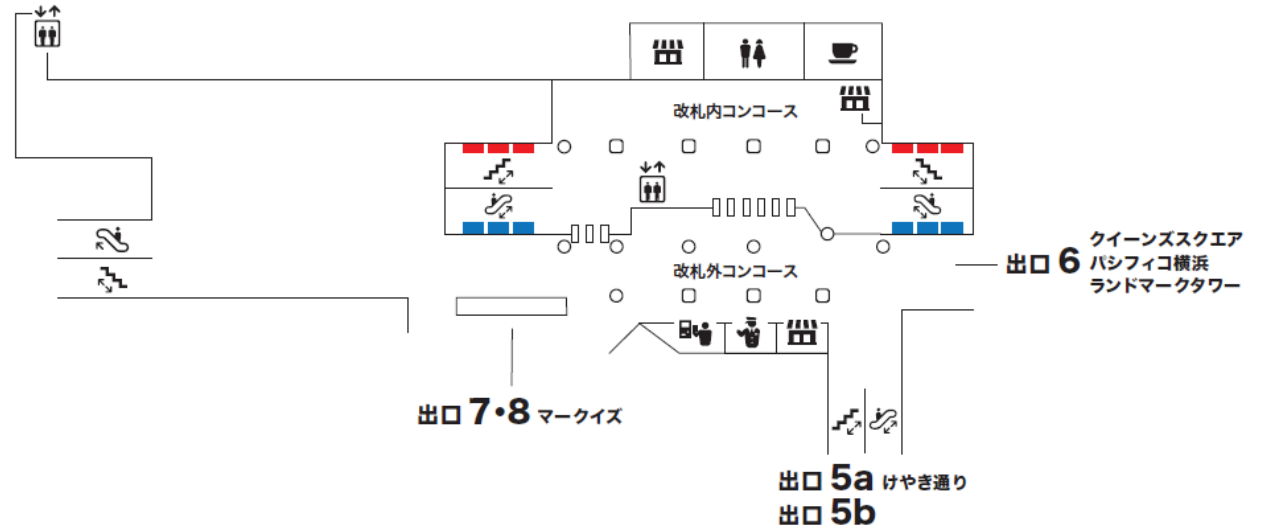 改札内コンコース
改札外コンコース
出口 6 クイーンズスクエア
パシフィコ横浜
ランドマークタワー
出口 7・8 マークイズ
出口 5a けやき通り
出口 5b